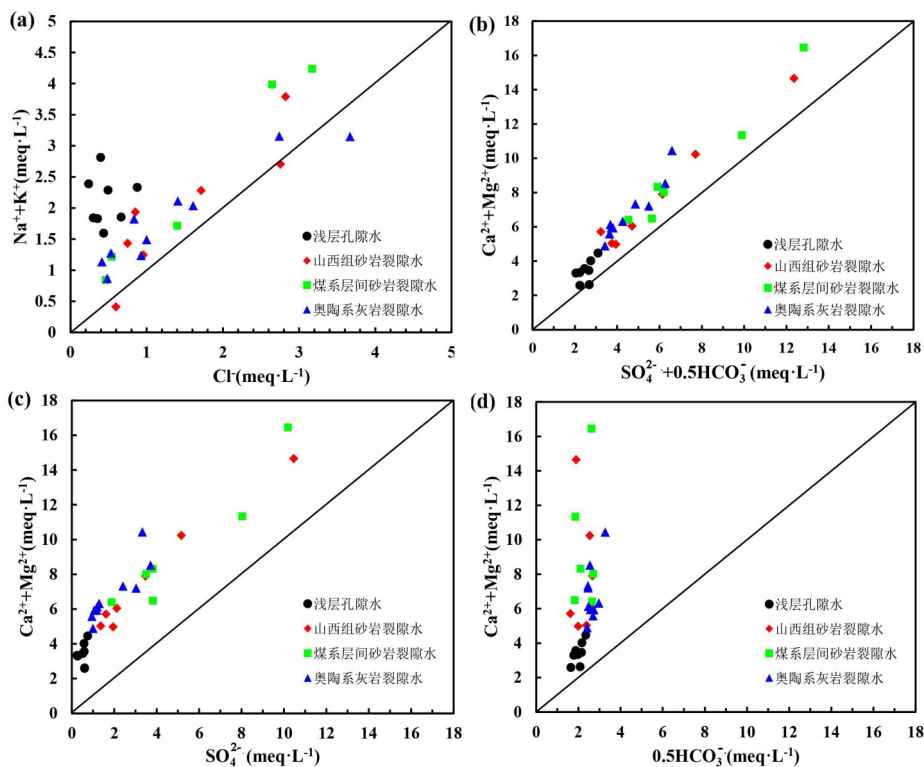 (a)
Na⁺+K⁺(meq·L⁻¹)
5
4.5
4
3.5
3
2.5
2
1.5
1
0.5
0
浅层孔隙水
山西组砂岩裂隙水
煤系层间砂岩裂隙水
奥陶系灰岩裂隙水
0 1 2 3 4 5
Cl⁻(meq·L⁻¹)
(b)
Ca²⁺+Mg²⁺(meq·L⁻¹)
18
16
14
12
10
8
6
4
2
0
浅层孔隙水
山西组砂岩裂隙水
煤系层间砂岩裂隙水
奥陶系灰岩裂隙水
0 2 4 6 8 10 12 14 16 18
SO₄²⁻+0.5HCO₃⁻(meq·L⁻¹)
(c)
Ca²⁺+Mg²⁺(meq·L⁻¹)
18
16
14
12
10
8
6
4
2
0
浅层孔隙水
山西组砂岩裂隙水
煤系层间砂岩裂隙水
奥陶系灰岩裂隙水
0 2 4 6 8 10 12 14 16 18
SO₄²⁻(meq·L⁻¹)
(d)
Ca²⁺+Mg²⁺(meq·L⁻¹)
18
16
14
12
10
8
6
4
2
0
浅层孔隙水
山西组砂岩裂隙水
煤系层间砂岩裂隙水
奥陶系灰岩裂隙水
0 2 4 6 8 10 12 14 16 18
0.5HCO₃⁻(meq·L⁻¹)